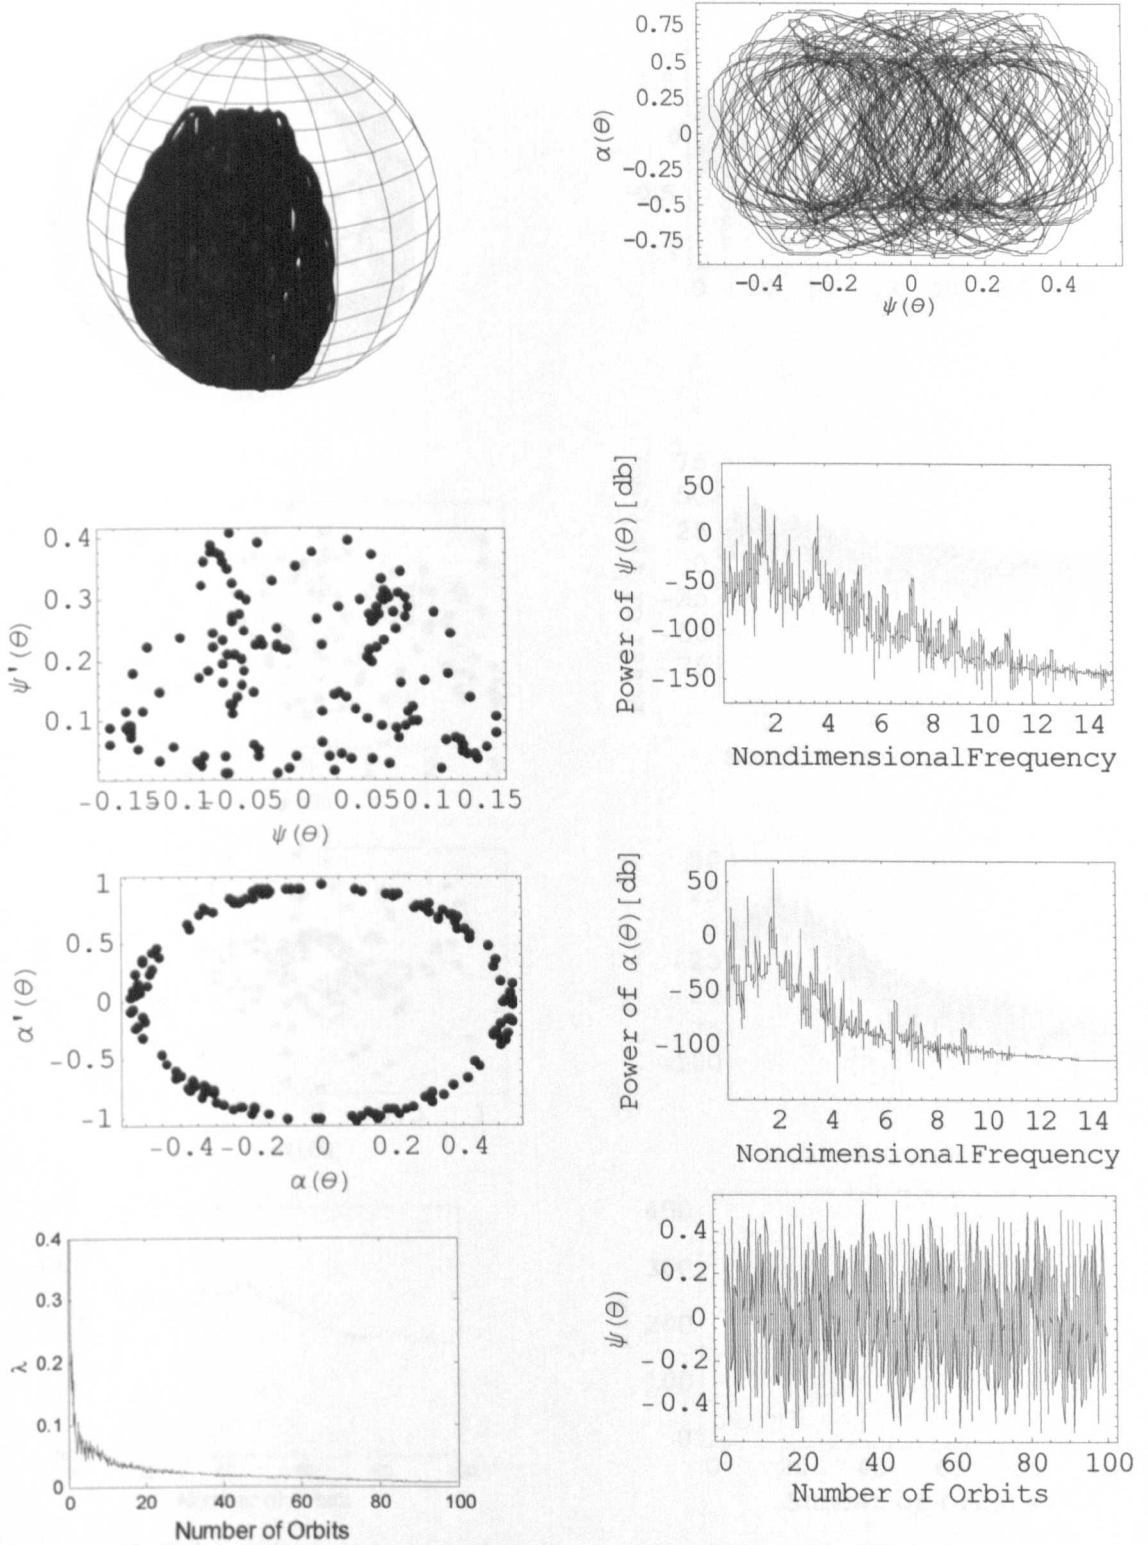 0.75
0.5
0.25
0
-0.25
-0.5
-0.75
α(θ)
-0.4 -0.2 0 0.2 0.4
ψ(θ)
0.4
0.3
0.2
0.1
ψ'(θ)
-0.15-0.1-0.05 0 0.050.10.15
ψ(θ)
50
0
-50
-100
-150
Power of ψ(θ)[db]
2 4 6 8 10 12 14
NondimensionalFrequency
1
0.5
0
-0.5
-1
α'(θ)
-0.4 -0.2 0 0.2 0.4
α(θ)
50
0
-50
-100
Power of α(θ)[db]
2 4 6 8 10 12 14
NondimensionalFrequency
0.4
0.3
0.2
0.1
0
λ
0 20 40 60 80 100
Number of Orbits
0.4
0.2
0
-0.2
-0.4
ψ(θ)
0 20 40 60 80 100
Number of Orbits